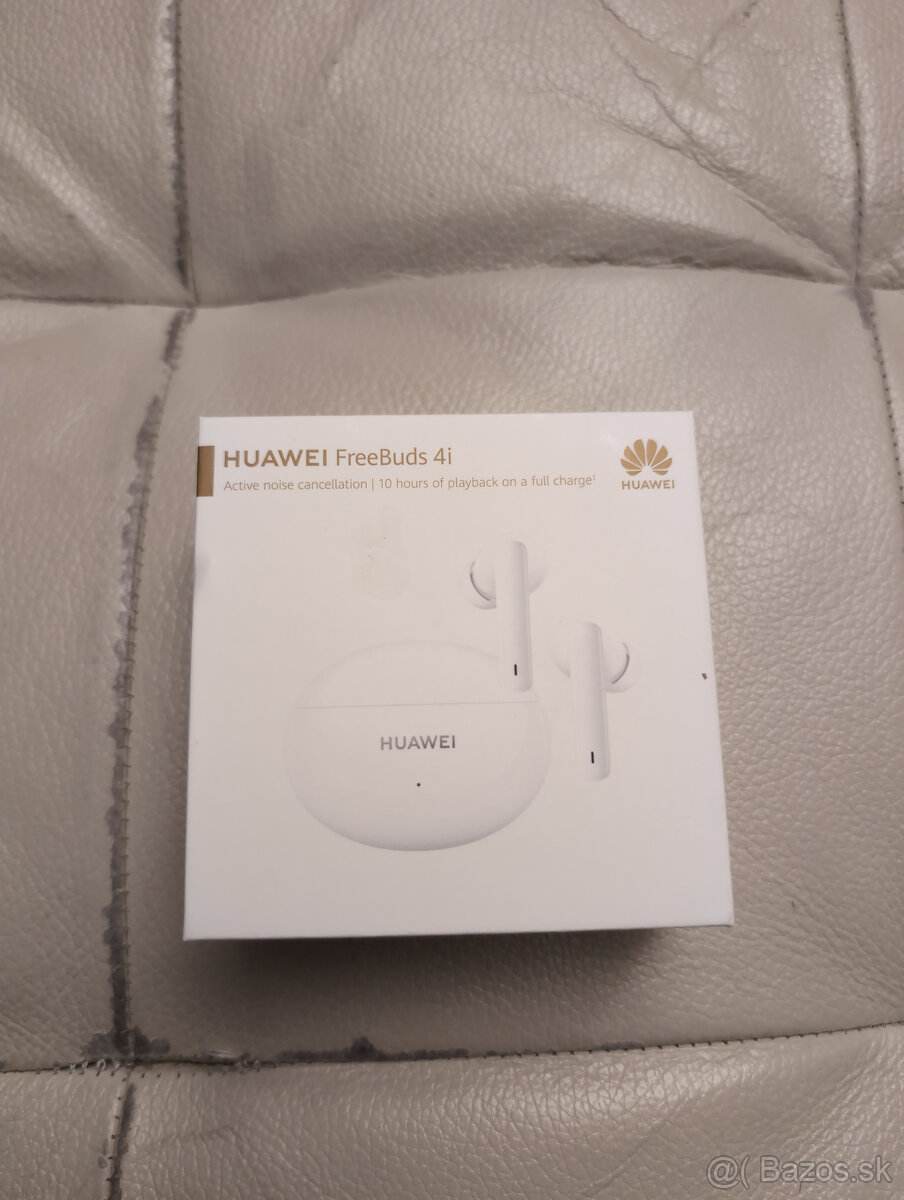 HUAWEI FreeBuds 4i
Active noise cancellation | 10 hours of playback on a full charge¹
HUAWEI
HUAWEI
@( Bazos.sk